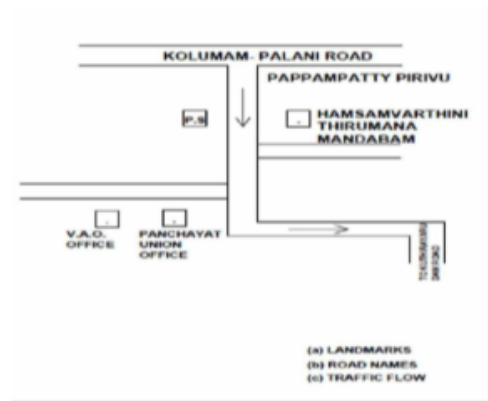 KOLUMAM- PALANI ROAD
PAPPAMPATTY PIRIVU
P.S
HAMSAMVARTHINI
THIRUMANA
MANDABAM
V.A.O.
OFFICE
PANCHAYAT
UNION
OFFICE
(a) LANDMARKS
(b) ROAD NAMES
(c) TRAFFIC FLOW